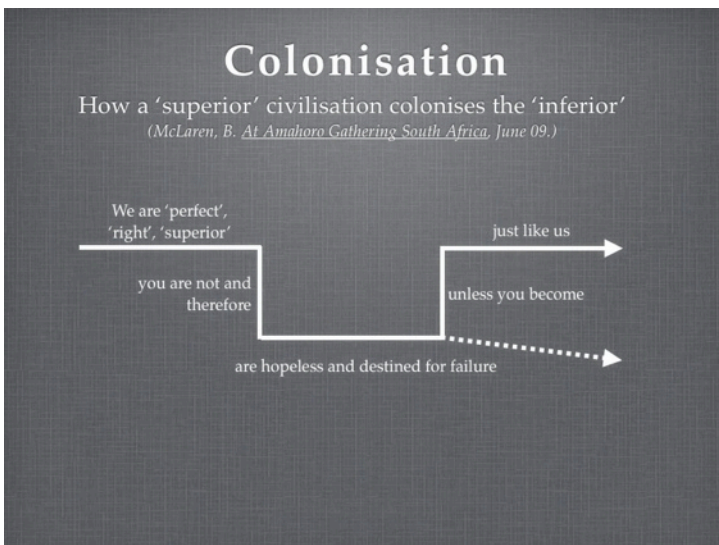 Colonisation
How a ‘superior’ civilisation colonises the ‘inferior’
(McLaren, B. At Amahoro Gathering South Africa, June 09.)
We are ‘perfect’,
‘right’, ‘superior’
you are not and
therefore
are hopeless and destined for failure
unless you become
just like us